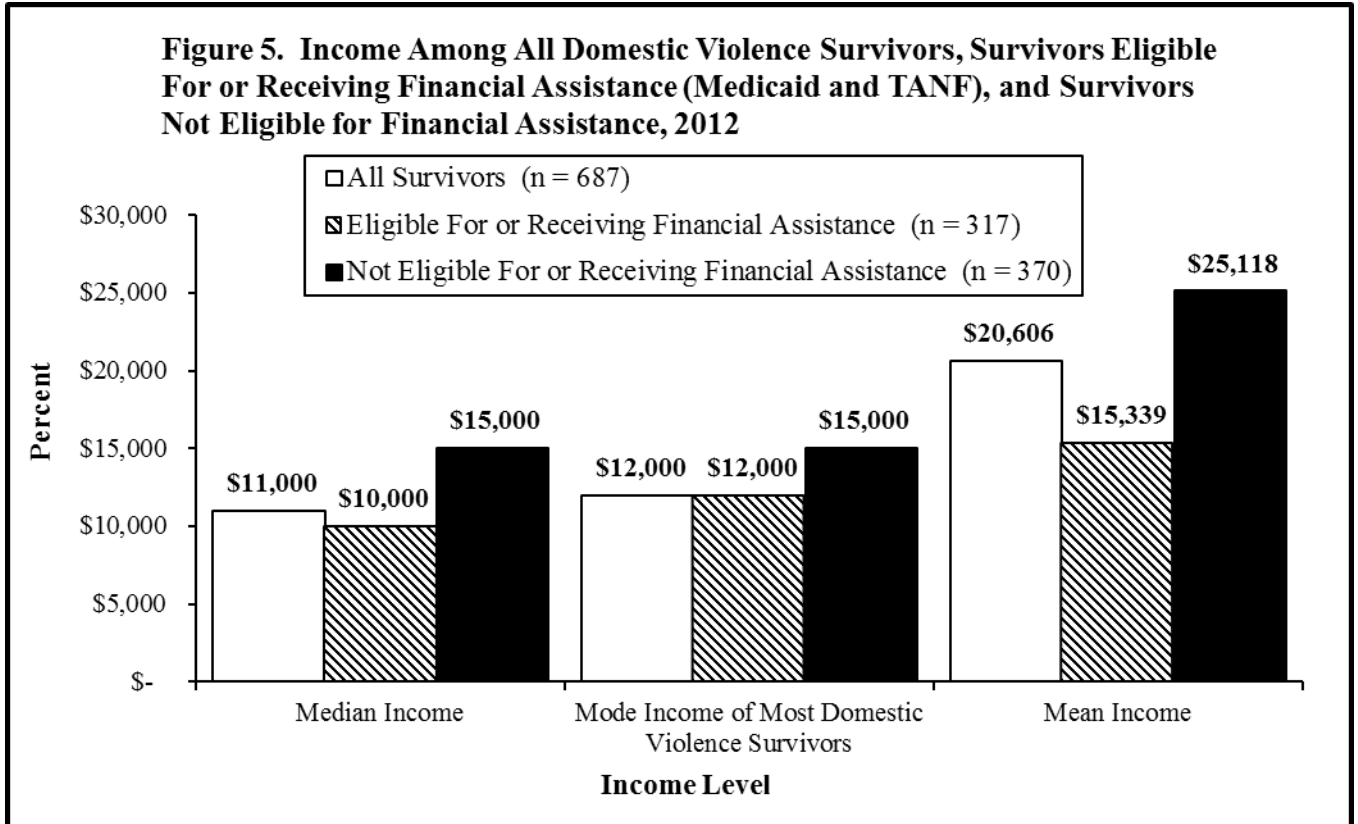 Figure 5. Income Among All Domestic Violence Survivors, Survivors Eligible
For or Receiving Financial Assistance (Medicaid and TANF), and Survivors
Not Eligible for Financial Assistance, 2012
All Survivors (n = 687)
Eligible For or Receiving Financial Assistance (n = 317)
Not Eligible For or Receiving Financial Assistance (n = 370)
$30,000
$25,000
$20,000
$15,000
$10,000
$5,000
$-
Percent
$11,000
$10,000
$15,000
$12,000
$12,000
$15,000
$20,606
$15,339
$25,118
Median Income
Mode Income of Most Domestic
Violence Survivors
Mean Income
Income Level